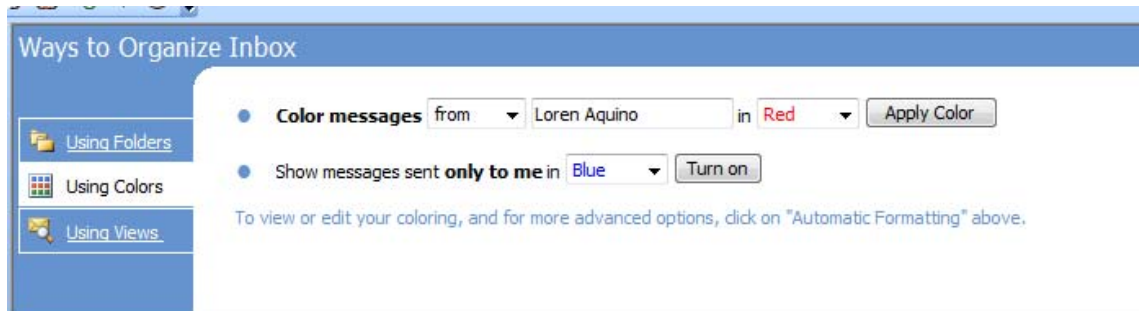 Ways to Organize Inbox
Color messages from Loren Aquino in Red Apply Color
Using Folders
Show messages sent only to me in Blue Turn on
Using Colors
To view or edit your coloring, and for more advanced options, click on "Automatic Formatting" above.
Using Views